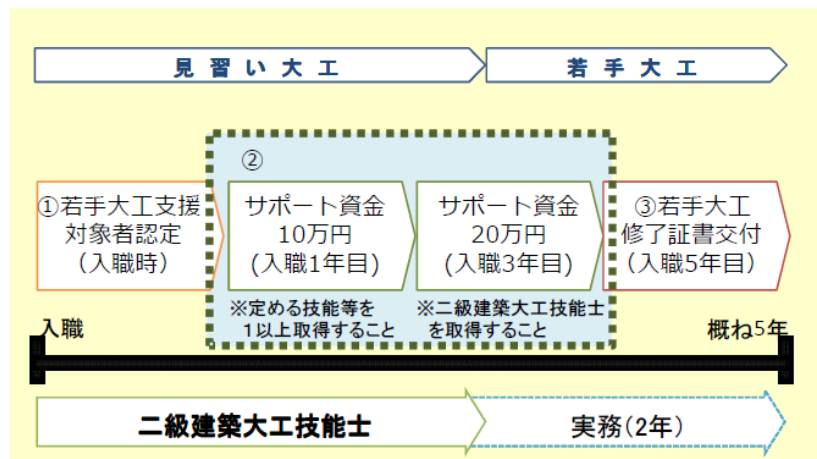 見習い大工
若手大工
②
①若手大工支援
対象者認定
（入職時）
サポート資金
10万円
(入職1年目)
サポート資金
20万円
(入職3年目)
③若手大工
修了証書交付
（入職5年目）
※定める技能等を
１以上取得すること
※二級建築大工技能士
を取得すること
入職
概ね5年
二級建築大工技能士
実務(2年)